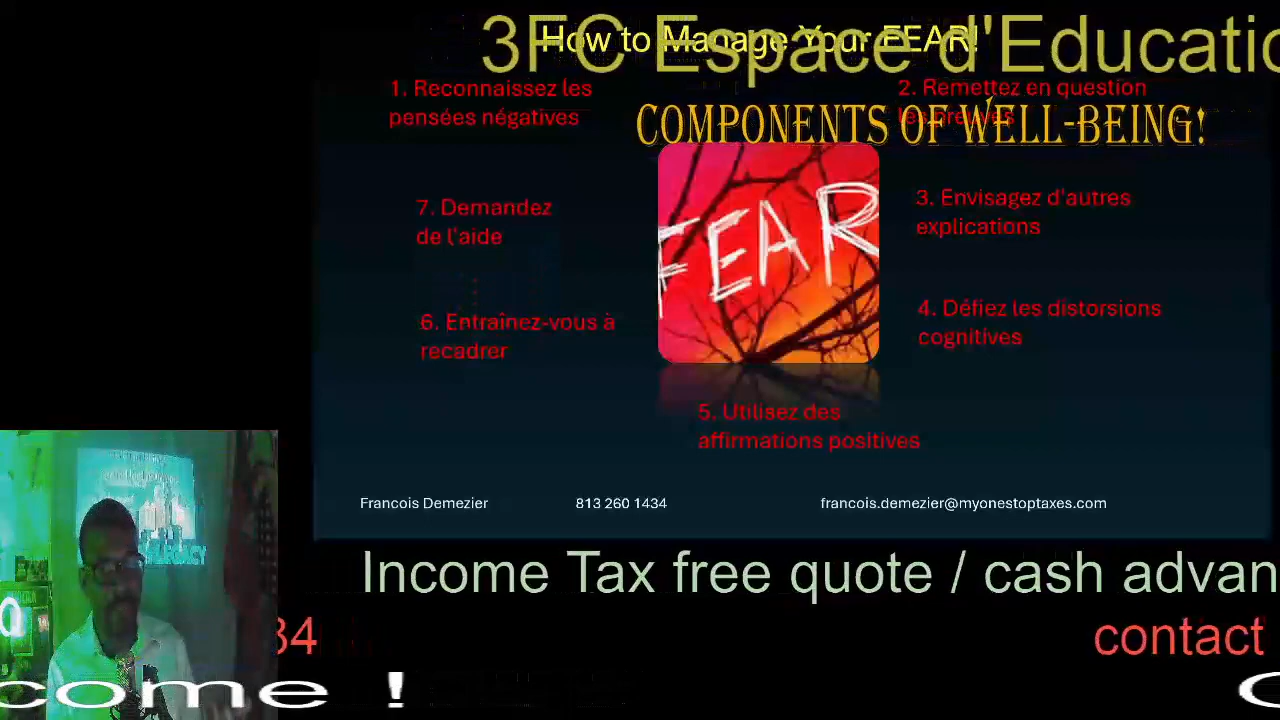 3FC Espace d'Educatio
How to Manage Your FEAR!
1. Reconnaissez les
pensées négatives
2. Remettez en question
les preuves
COMPONENTS OF WELL-BEING!
FEAR
7. Demandez
de l'aide
3. Envisagez d'autres
explications
6. Entraînez-vous à
recadrer
4. Défiez les distorsions
cognitives
5. Utilisez des
affirmations positives
Francois Demezier 813 260 1434 francois.demezier@myonestoptaxes.com
Income Tax free quote / cash advan
34 contact
come !